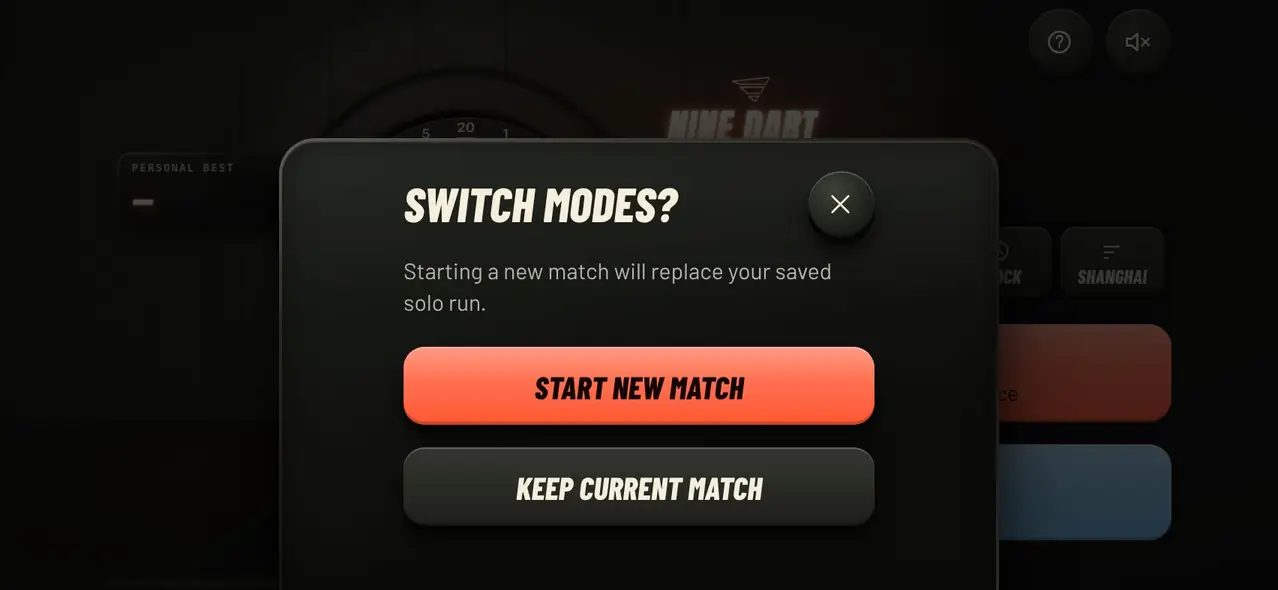 5 20 1
NINE DART
PERSONAL BEST
SWITCH MODES?
Starting a new match will replace your saved
solo run.
SHANGHAI
START NEW MATCH
KEEP CURRENT MATCH